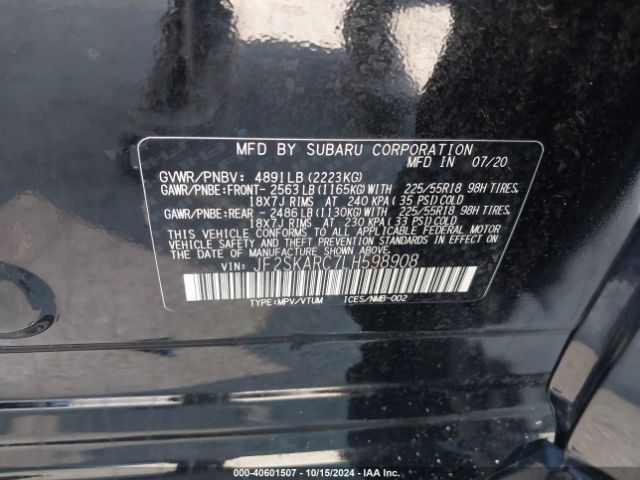 MFD BY SUBARU CORPORATION
MFD IN 07/20
GVWR/PNBV: 4891LB(2223KG)
GAWR/PNBE:FRONT- 2563LB(1165KG)WITH 225/55R18 98H TIRES,
18X7J RIMS AT 240 KPA(35 PSI)COLD
GAWR/PNBE:REAR -2486LB(1130KG)WITH 225/55R18 98H TIRES,
18X7J RIMS AT 230 KPA(33 PSI)COLD
THIS VEHICLE CONFORMS TO ALL APPLICABLE FEDERAL MOTOR
VEHICLE SAFETY AND THEFT PREVENTION STANDARDS IN EFFECT
ON THE DATE OF MANUFACTURE SHOWN ABOVE.
VIN: JF2SKARC7LH598908
TYPE:MPV/VTUM ICES/NMB-002
#STK-40601507 - 10/15/2024 - IAA Inc.